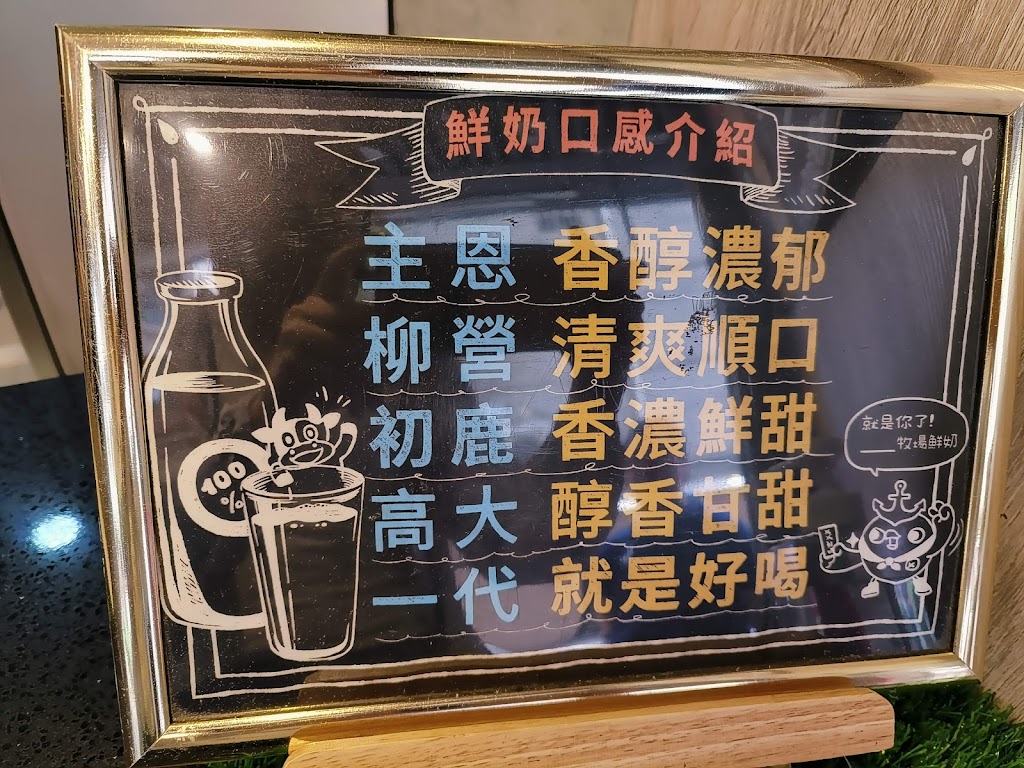 鮮奶口感介紹
主恩 香醇濃郁
柳營 清爽順口
初鹿 香濃鮮甜
高大 醇香甘甜
一代 就是好喝
100
%
就是你了!
__牧場鮮奶